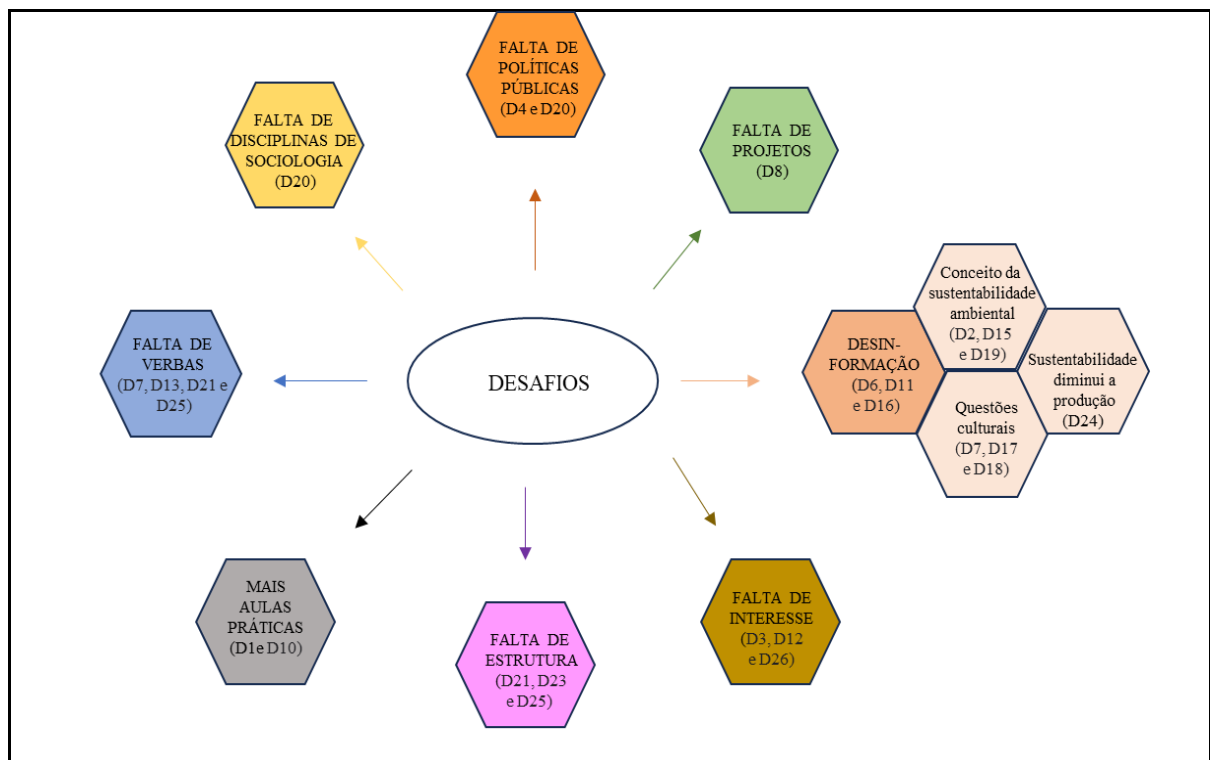 FALTA DE
POLÍTICAS
PÚBLICAS
(D4 e D20)
FALTA DE
DISCIPLINAS DE
SOCIOLOGIA
(D20)
FALTA DE
PROJETOS
(D8)
Conceito da
sustentabilidade
ambiental
(D2, D15
e D19)
FALTA DE
VERBAS
(D7, D13, D21 e
D25)
DESAFIOS
DESIN-
FORMAÇÃO
(D6, D11
e D16)
Sustentabilidade
diminui a
produção
(D24)
Questões
culturais
(D7, D17
e D18)
MAIS
AULAS
PRÁTICAS
(D1e D10)
FALTA DE
ESTRUTURA
(D21, D23
e D25)
FALTA DE
INTERESSE
(D3, D12
e D26)